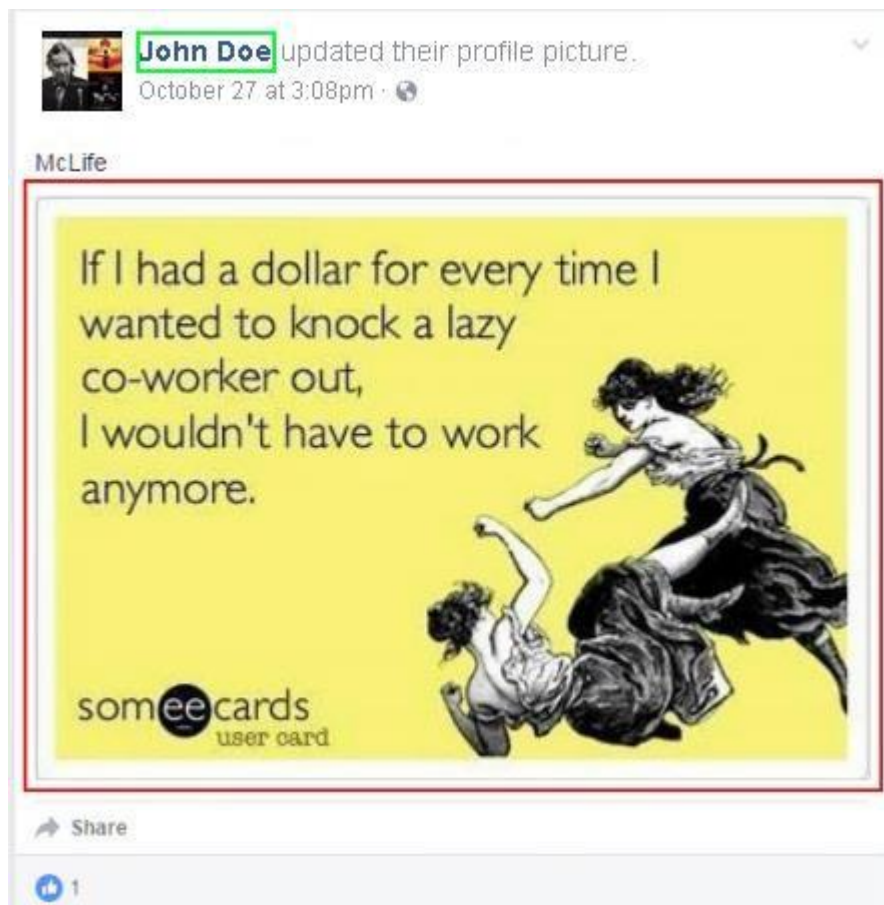 John Doe updated their profile picture.
October 27 at 3:08pm ·
McLife
If I had a dollar for every time I
wanted to knock a lazy
co-worker out,
I wouldn't have to work
anymore.
someecards
user card
Share
1